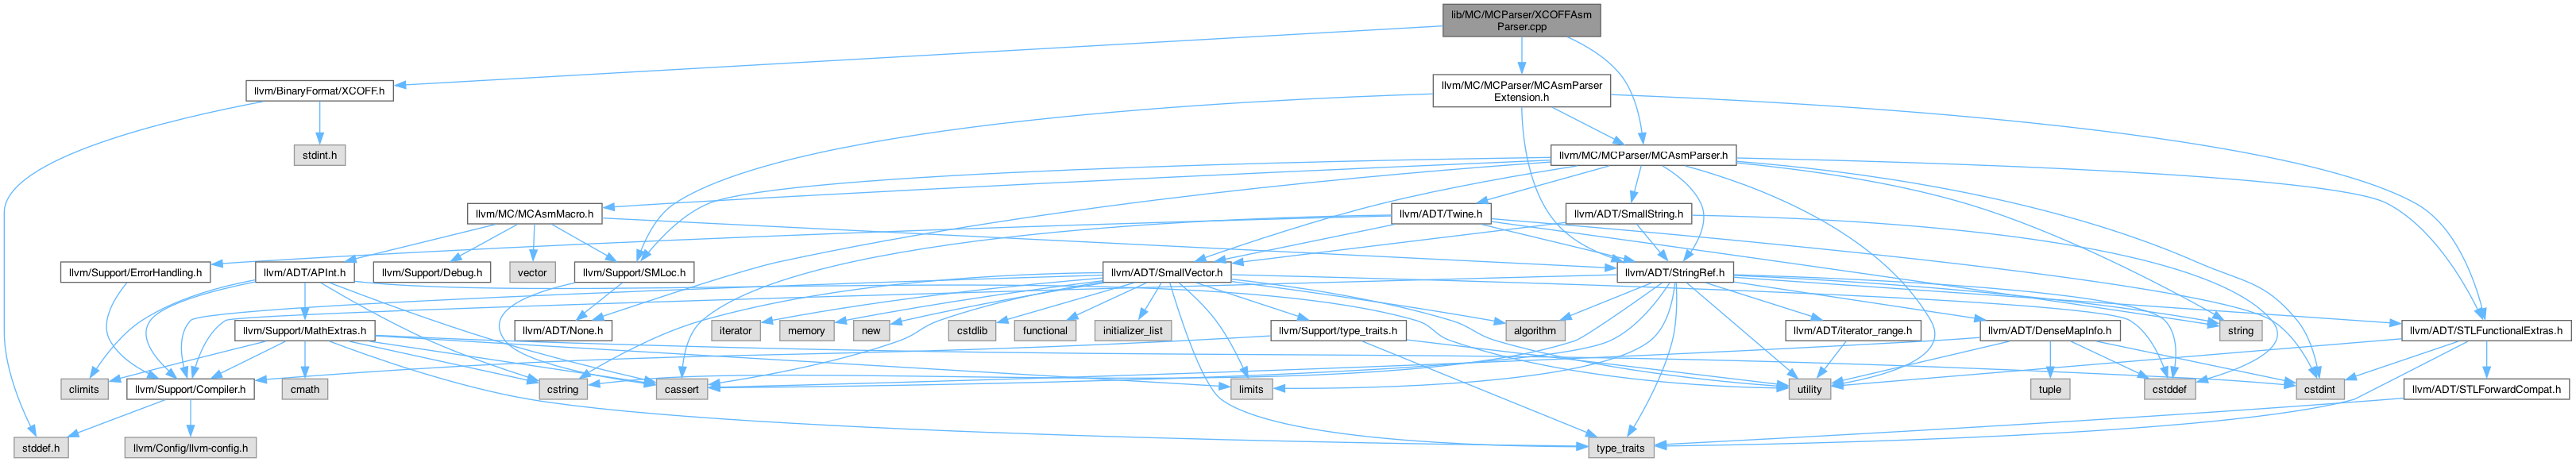 lib/MC/MCParser/XCOFFAsm
Parser.cpp
llvm/BinaryFormat/XCOFF.h
llvm/MC/MCParser/MCAsmParser
Extension.h
stdint.h
llvm/MC/MCParser/MCAsmParser.h
llvm/MC/MCAsmMacro.h
llvm/ADT/Twine.h
llvm/ADT/SmallString.h
llvm/Support/ErrorHandling.h
llvm/ADT/APInt.h
llvm/Support/Debug.h
vector
llvm/Support/SMLoc.h
llvm/ADT/SmallVector.h
llvm/ADT/StringRef.h
llvm/Support/MathExtras.h
llvm/ADT/None.h
iterator
memory
new
cstdlib
functional
initializer_list
llvm/Support/type_traits.h
algorithm
llvm/ADT/iterator_range.h
llvm/ADT/DenseMapInfo.h
string
llvm/ADT/STLFunctionalExtras.h
climits
llvm/Support/Compiler.h
cmath
cstring
cassert
limits
utility
tuple
cstddef
cstdint
llvm/ADT/STLForwardCompat.h
stddef.h
llvm/Config/llvm-config.h
type_traits